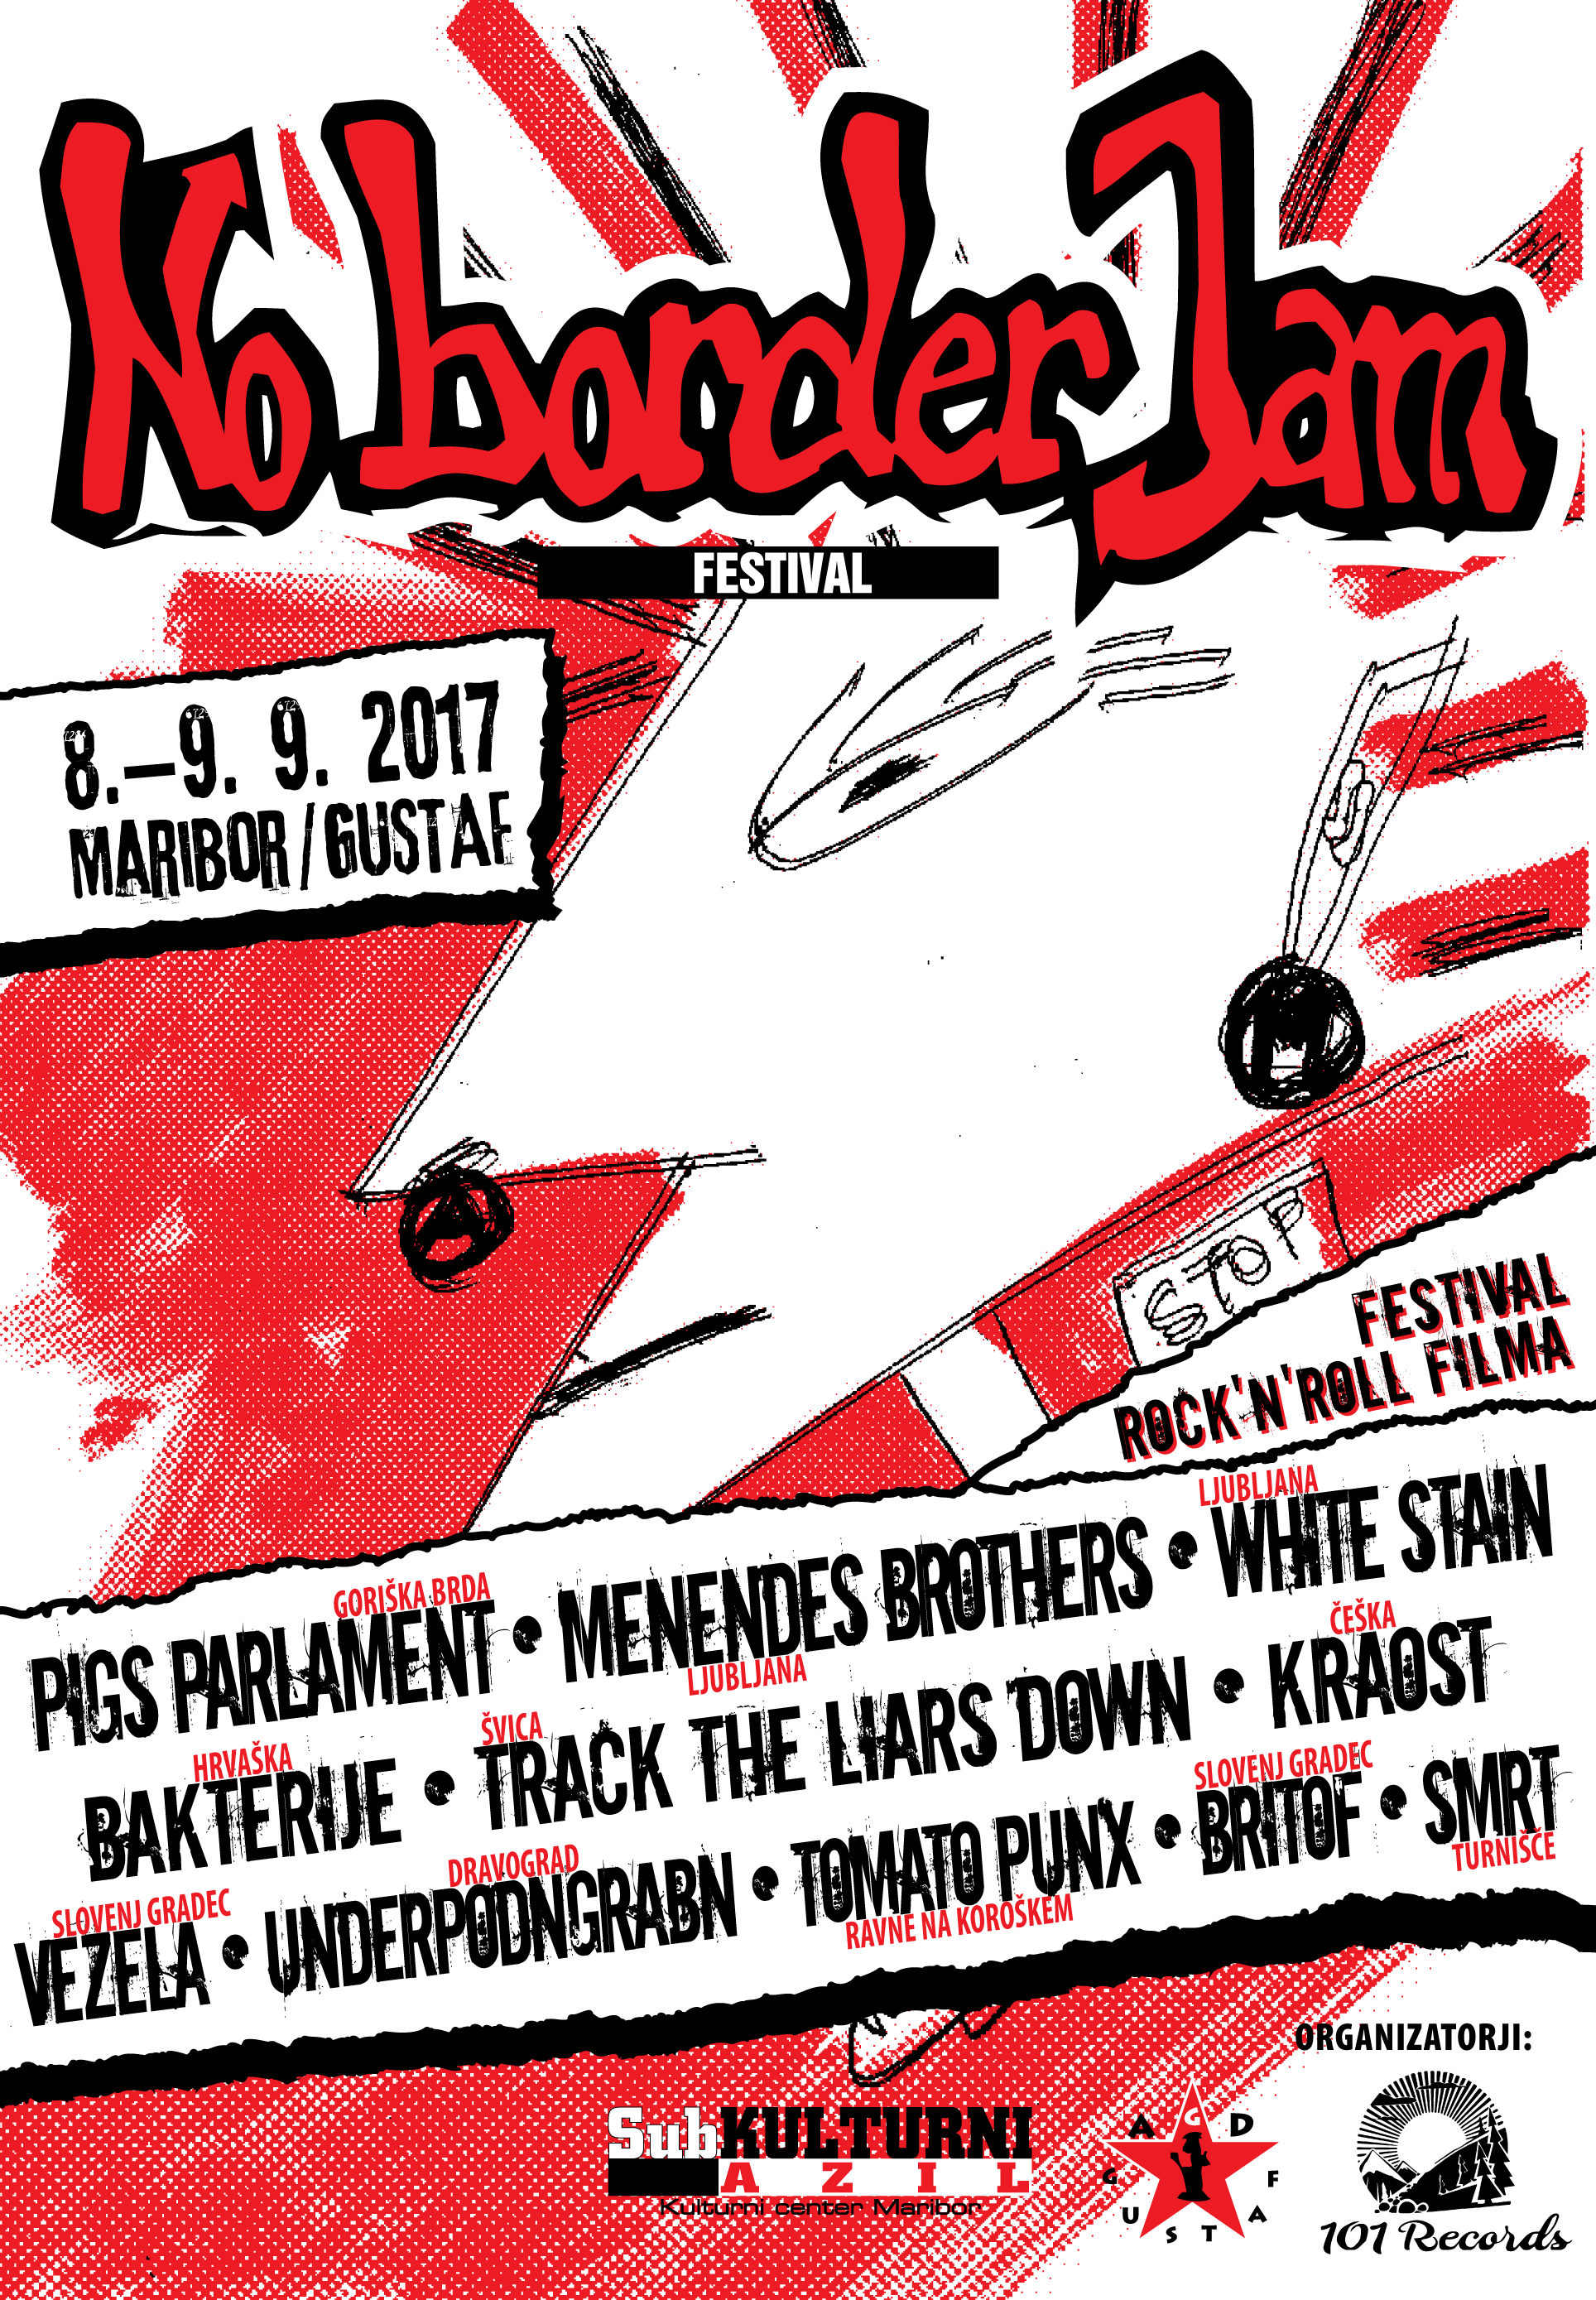 No border Jam
FESTIVAL
8.–9. 9. 2017
MARIBOR/GUSTAF
A
M
STOP
FESTIVAL
ROCK'N'ROLL FILMA
GORIŠKA BRDA
LJUBLJANA
PIGS PARLAMENT • MENENDES BROTHERS • WHITE STAIN
LJUBLJANA
HRVAŠKA
ŠVICA
ČEŠKA
BAKTERIJE • TRACK THE LIARS DOWN • KRAOST
SLOVENJ GRADEC
DRAVOGRAD
SLOVENJ GRADEC
VEZELA • UNDERPODNGRABN • TOMATO PUNX • BRITOF • SMRT
RAVNE NA KOROŠKEM
TURNIŠČE
ORGANIZATORJI:
SubKULTURNI
AZIL
Kulturni center Maribor
AGD
GUSTAF
101 Records